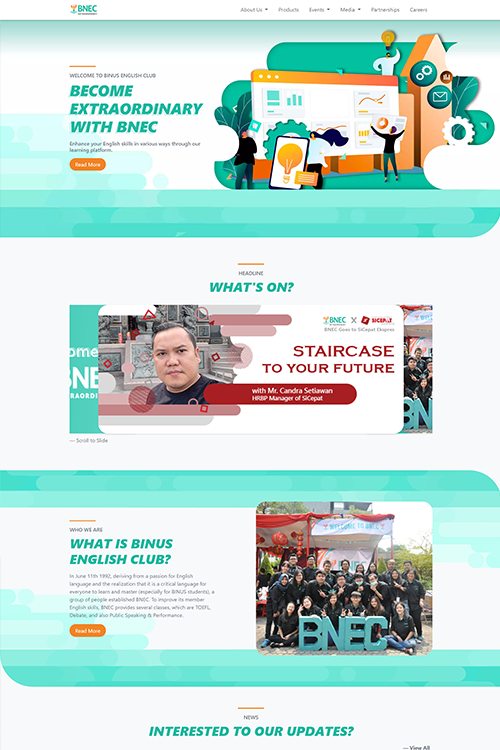 BNEC
About Us
Products
Events
Media
Partnerships
Careers
WELCOME TO BINUS ENGLISH CLUB
BECOME
EXTRAORDINARY
WITH BNEC
Enhance your English skills in various ways through our
learning platform.
Read More
HEADLINE
WHAT'S ON?
BNEC X SICEPAT
BNEC Goes to SiCepat Ekspres
STAIRCASE
TO YOUR FUTURE
with Mr. Candra Setiawan
HRBP Manager of SiCepat
ome
BNE
RAORDI
BN
— Scroll to Slide
WHO WE ARE
WHAT IS BINUS
ENGLISH CLUB?
In June 11th 1992, deriving from a passion for English
language and the realization that it is a critical language for
everyone to learn and master (especially for BINUS students), a
group of people established BNEC. To improve its member
English skills, BNEC provides several classes, which are TOEFL,
Debate, and also Public Speaking & Performance.
Read More
WELCOME TO BNEC
BNEC
NEWS
INTERESTED TO OUR UPDATES?
— View All